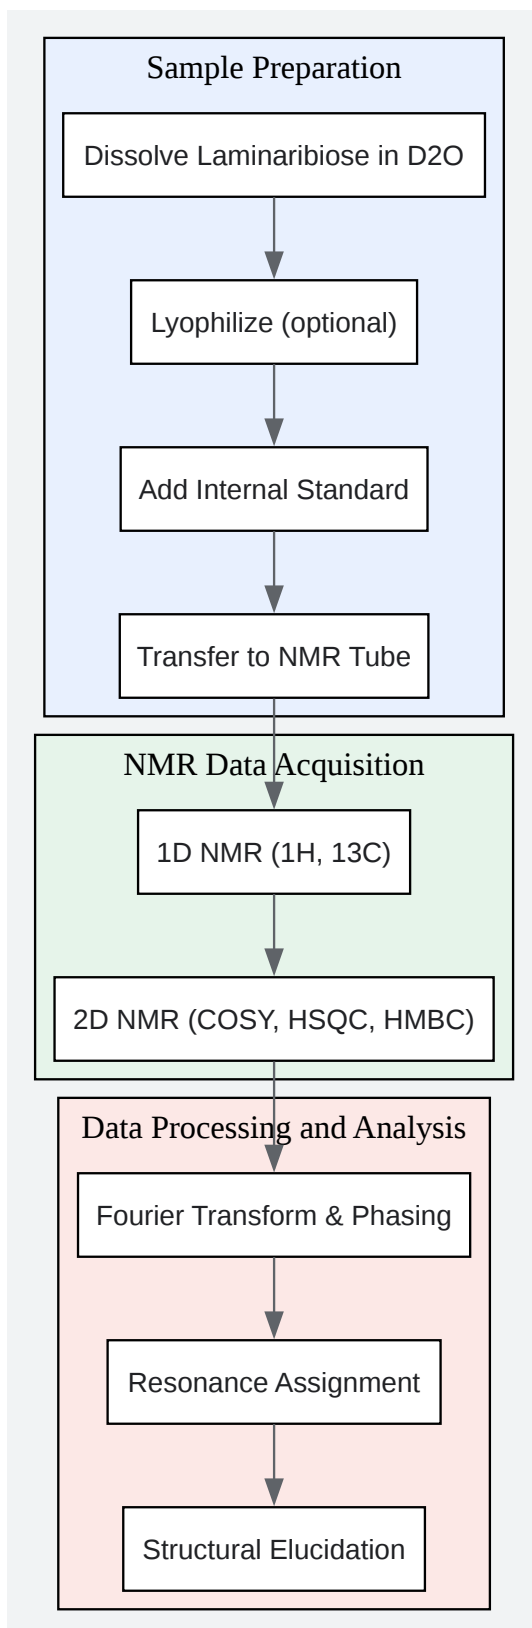 Sample Preparation
Dissolve Laminaribiose in D2O
Lyophilize (optional)
Add Internal Standard
Transfer to NMR Tube
NMR Data Acquisition
1D NMR (1H, 13C)
2D NMR (COSY, HSQC, HMBC)
Data Processing and Analysis
Fourier Transform & Phasing
Resonance Assignment
Structural Elucidation